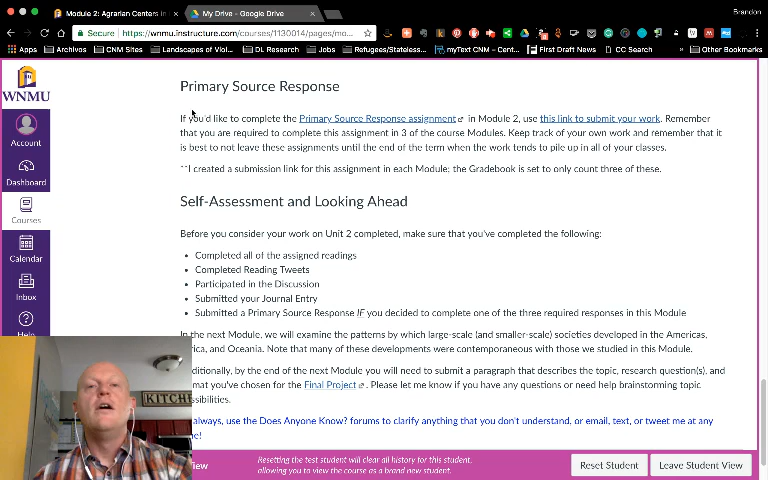 Module 2: Agrarian Centers in
My Drive - Google Drive
Brandon
Secure
https://wnmu.instructure.com/courses/1130014/pages/mo...
Apps
Archivos
CNM Sites
Landscapes of Viol...
DL Research
Jobs
Refugees/Stateless...
myText CNM - Cent...
First Draft News
CC Search
»
Other Bookmarks
WNMU
Account
Dashboard
Courses
Calendar
Inbox
Help
Primary Source Response
If you'd like to complete the Primary Source Response assignment in Module 2, use this link to submit your work. Remember
that you are required to complete this assignment in 3 of the course Modules. Keep track of your own work and remember that it
is best to not leave these assignments until the end of the term when the work tends to pile up in all of your classes.
**I created a submission link for this assignment in each Module; the Gradebook is set to only count three of these.
Self-Assessment and Looking Ahead
Before you consider your work on Unit 2 completed, make sure that you've completed the following:
• Completed all of the assigned readings
• Completed Reading Tweets
• Participated in the Discussion
• Submitted your Journal Entry
• Submitted a Primary Source Response IF you decided to complete one of the three required responses in this Module
In the next Module, we will examine the patterns by which large-scale (and smaller-scale) societies developed in the Americas,
rica, and Oceania. Note that many of these developments were contemporaneous with those we studied in this Module.
ditionally, by the end of the next Module you will need to submit a paragraph that describes the topic, research question(s), and
mat you've chosen for the Final Project. Please let me know if you have any questions or need help brainstorming topic
ssibilities.
always, use the Does Anyone Know? forums to clarify anything that you don't understand, or email, text, or tweet me at any
ne!
KITCH
View
Resetting the test student will clear all history for this student,
allowing you to view the course as a brand new student.
Reset Student
Leave Student View